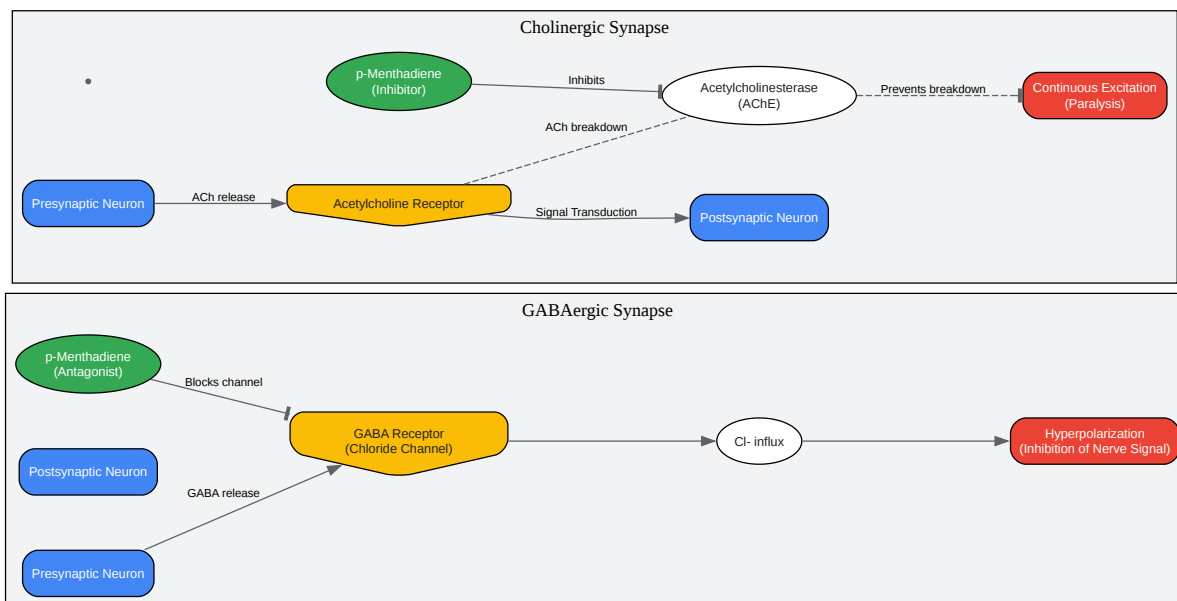 Cholinergic Synapse
p-Menthadiene
(Inhibitor)
Inhibits
Acetylcholinesterase
(AChE)
Prevents breakdown
Continuous Excitation
(Paralysis)
ACh breakdown
Presynaptic Neuron
ACh release
Acetylcholine Receptor
Signal Transduction
Postsynaptic Neuron
GABAergic Synapse
p-Menthadiene
(Antagonist)
Blocks channel
GABA Receptor
(Chloride Channel)
Cl- influx
Hyperpolarization
(Inhibition of Nerve Signal)
Postsynaptic Neuron
GABA release
Presynaptic Neuron